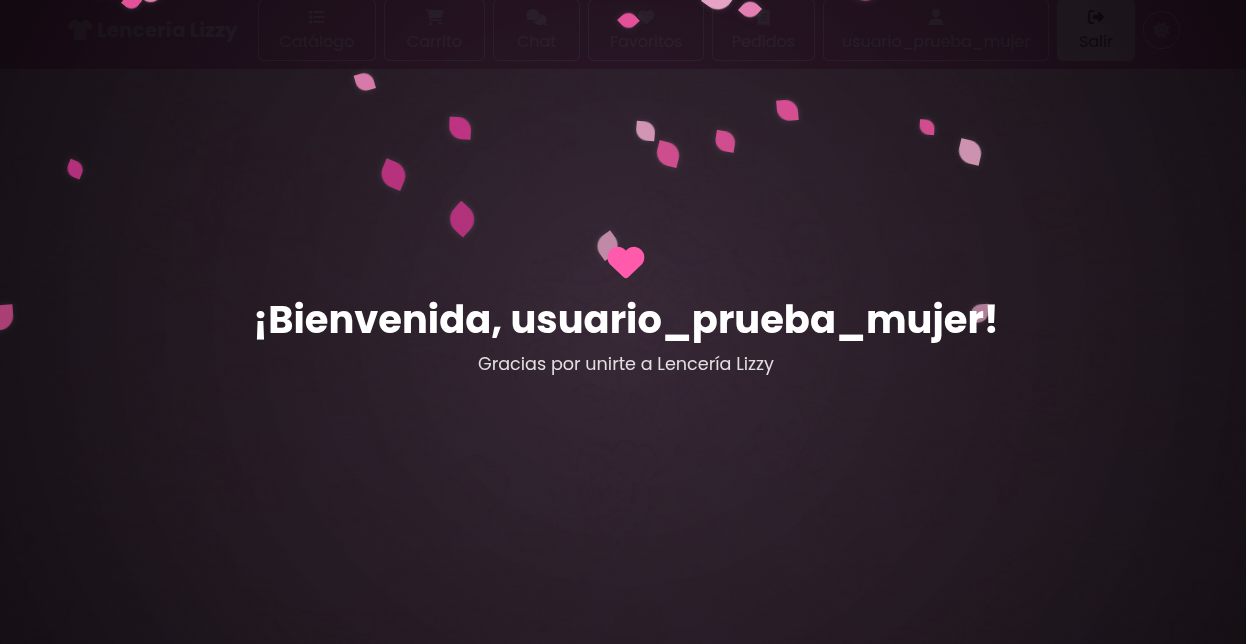 Lencería Lizzy
Catálogo
Carrito
Chat
Favoritos
Pedidos
usuario_prueba_mujer
Salir
¡Bienvenida, usuario_prueba_mujer!
Gracias por unirte a Lencería Lizzy